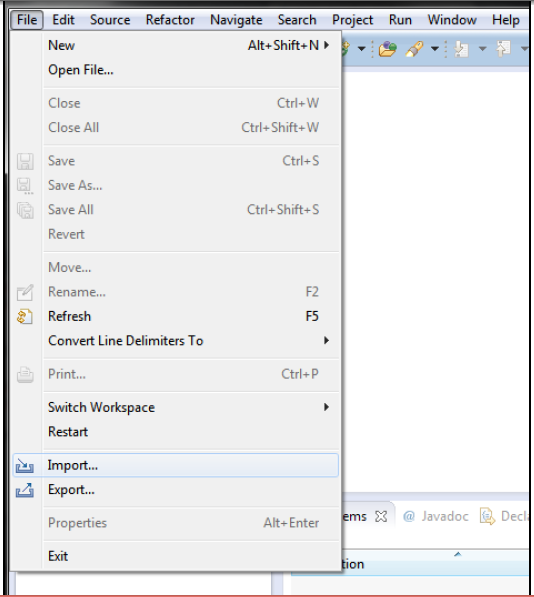 File Edit Source Refactor Navigate Search Project Run Window Help
New Alt+Shift+N
Open File...
Close Ctrl+W
Close All Ctrl+Shift+W
Save Ctrl+S
Save As...
Save All Ctrl+Shift+S
Revert
Move...
Rename... F2
Refresh F5
Convert Line Delimiters To
Print... Ctrl+P
Switch Workspace
Restart
Import...
Export...
ems @ Javadoc Decla
Properties Alt+Enter
Exit
tion